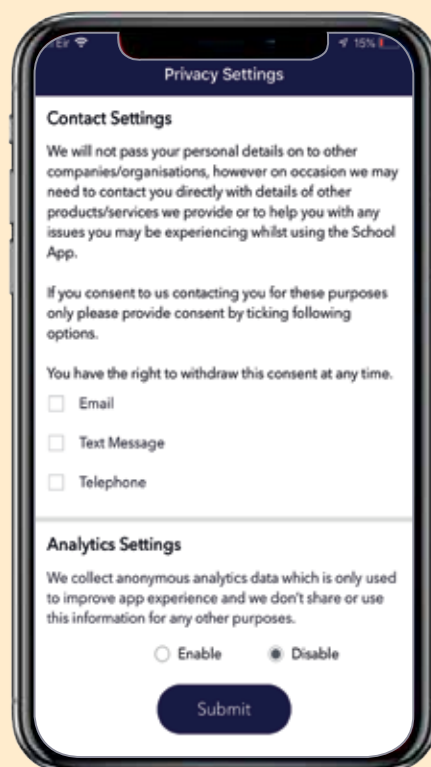 Eir 15%
Privacy Settings
Contact Settings
We will not pass your personal details on to other
companies/organisations, however on occasion we may
need to contact you directly with details of other
products/services we provide or to help you with any
issues you may be experiencing whilst using the School
App.
If you consent to us contacting you for these purposes
only please provide consent by ticking following
options.
You have the right to withdraw this consent at any time.
Email
Text Message
Telephone
Analytics Settings
We collect anonymous analytics data which is only used
to improve app experience and we don't share or use
this information for any other purposes.
Enable Disable
Submit